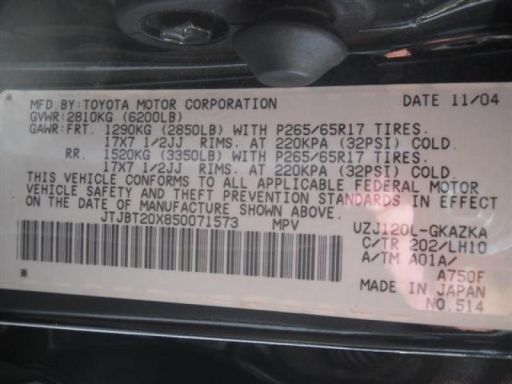 MFD BY: TOYOTA MOTOR CORPORATION DATE 11/04
GVWR: 2810KG (6200LB)
GAWR: FRT. 1290KG (2850LB) WITH P265/65R17 TIRES.
17X7 1/2JJ RIMS. AT 220KPA (32PSI) COLD.
RR. 1520KG (3350LB) WITH P265/65R17 TIRES.
17X7 1/2JJ RIMS. AT 220KPA (32PSI) COLD.
THIS VEHICLE CONFORMS TO ALL APPLICABLE FEDERAL MOTOR
VEHICLE SAFETY AND THEFT PREVENTION STANDARDS IN EFFECT
ON THE DATE OF MANUFACTURE SHOWN ABOVE.
JTJBT20X850071573 MPV UZJ120L-GKAZKA
C/TR 202/LH10
A/TM A01A/
A750F
MADE IN JAPAN
NO.514